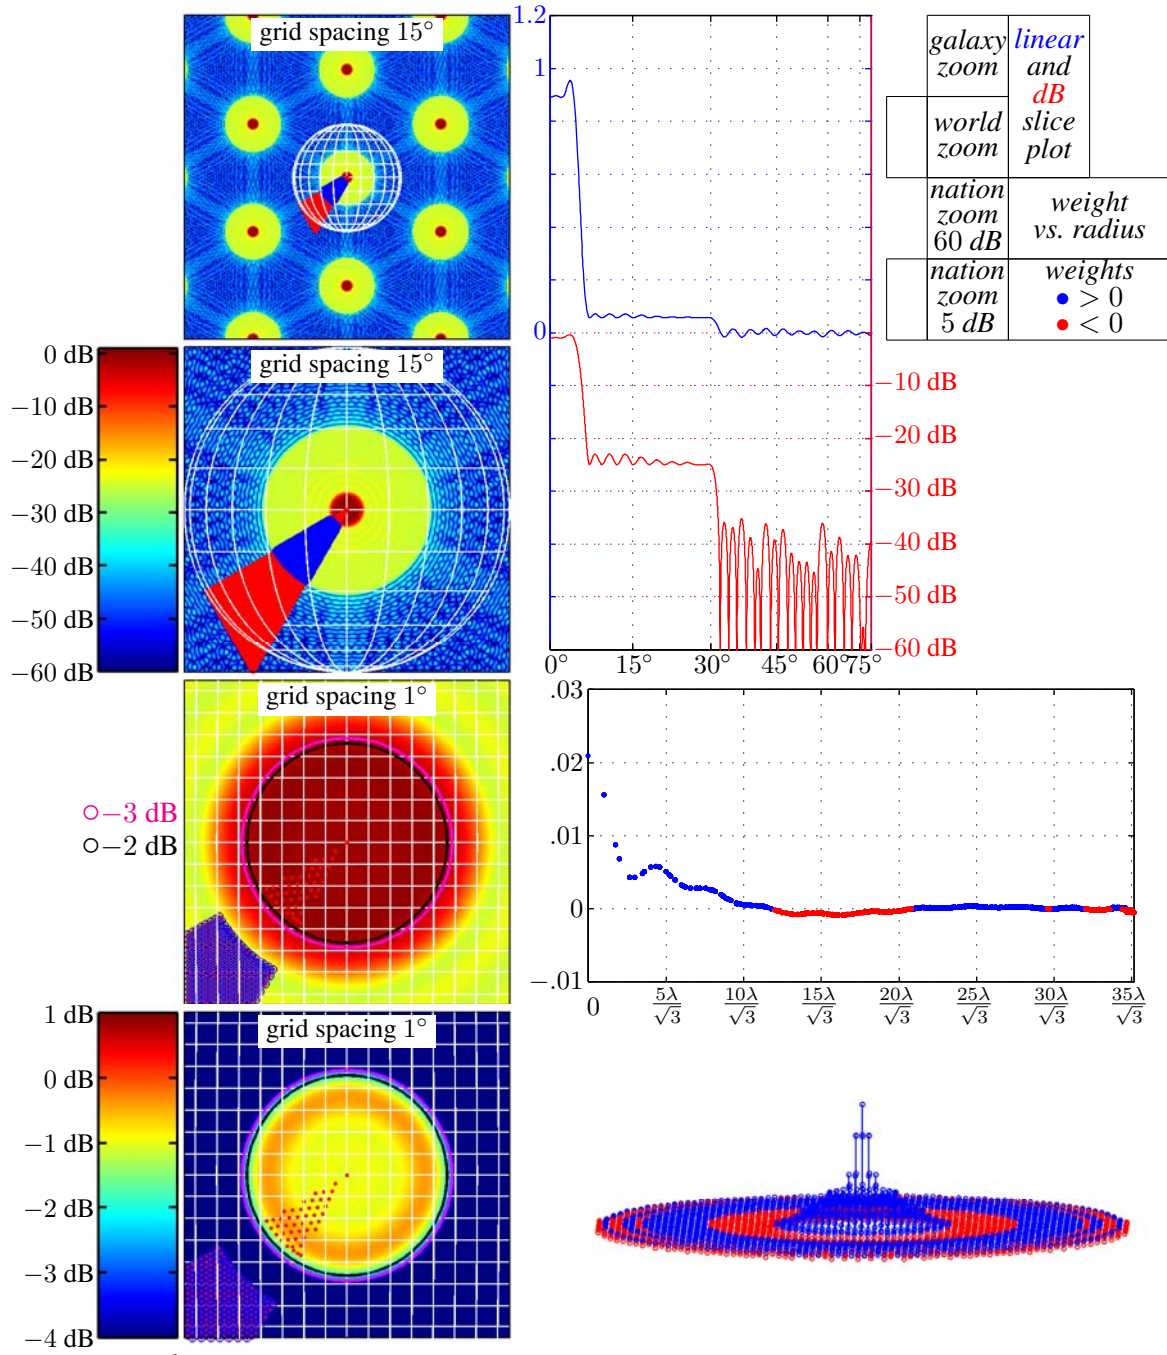 grid spacing 15°
1.2
1
0
−10 dB
−20 dB
−30 dB
−40 dB
−50 dB
−60 dB
0° 15° 30° 45° 60° 75°
galaxy
zoom
linear
and
dB
slice
plot
world
zoom
nation
zoom
60 dB
weight
vs. radius
nation
zoom
5 dB
weights
● > 0
● < 0
grid spacing 15°
0 dB
−10 dB
−20 dB
−30 dB
−40 dB
−50 dB
−60 dB
grid spacing 1°
○−3 dB
○−2 dB
.03
.02
.01
0
−.01
0 5λ/√3 10λ/√3 15λ/√3 20λ/√3 25λ/√3 30λ/√3 35λ/√3
grid spacing 1°
1 dB
0 dB
−1 dB
−2 dB
−3 dB
−4 dB